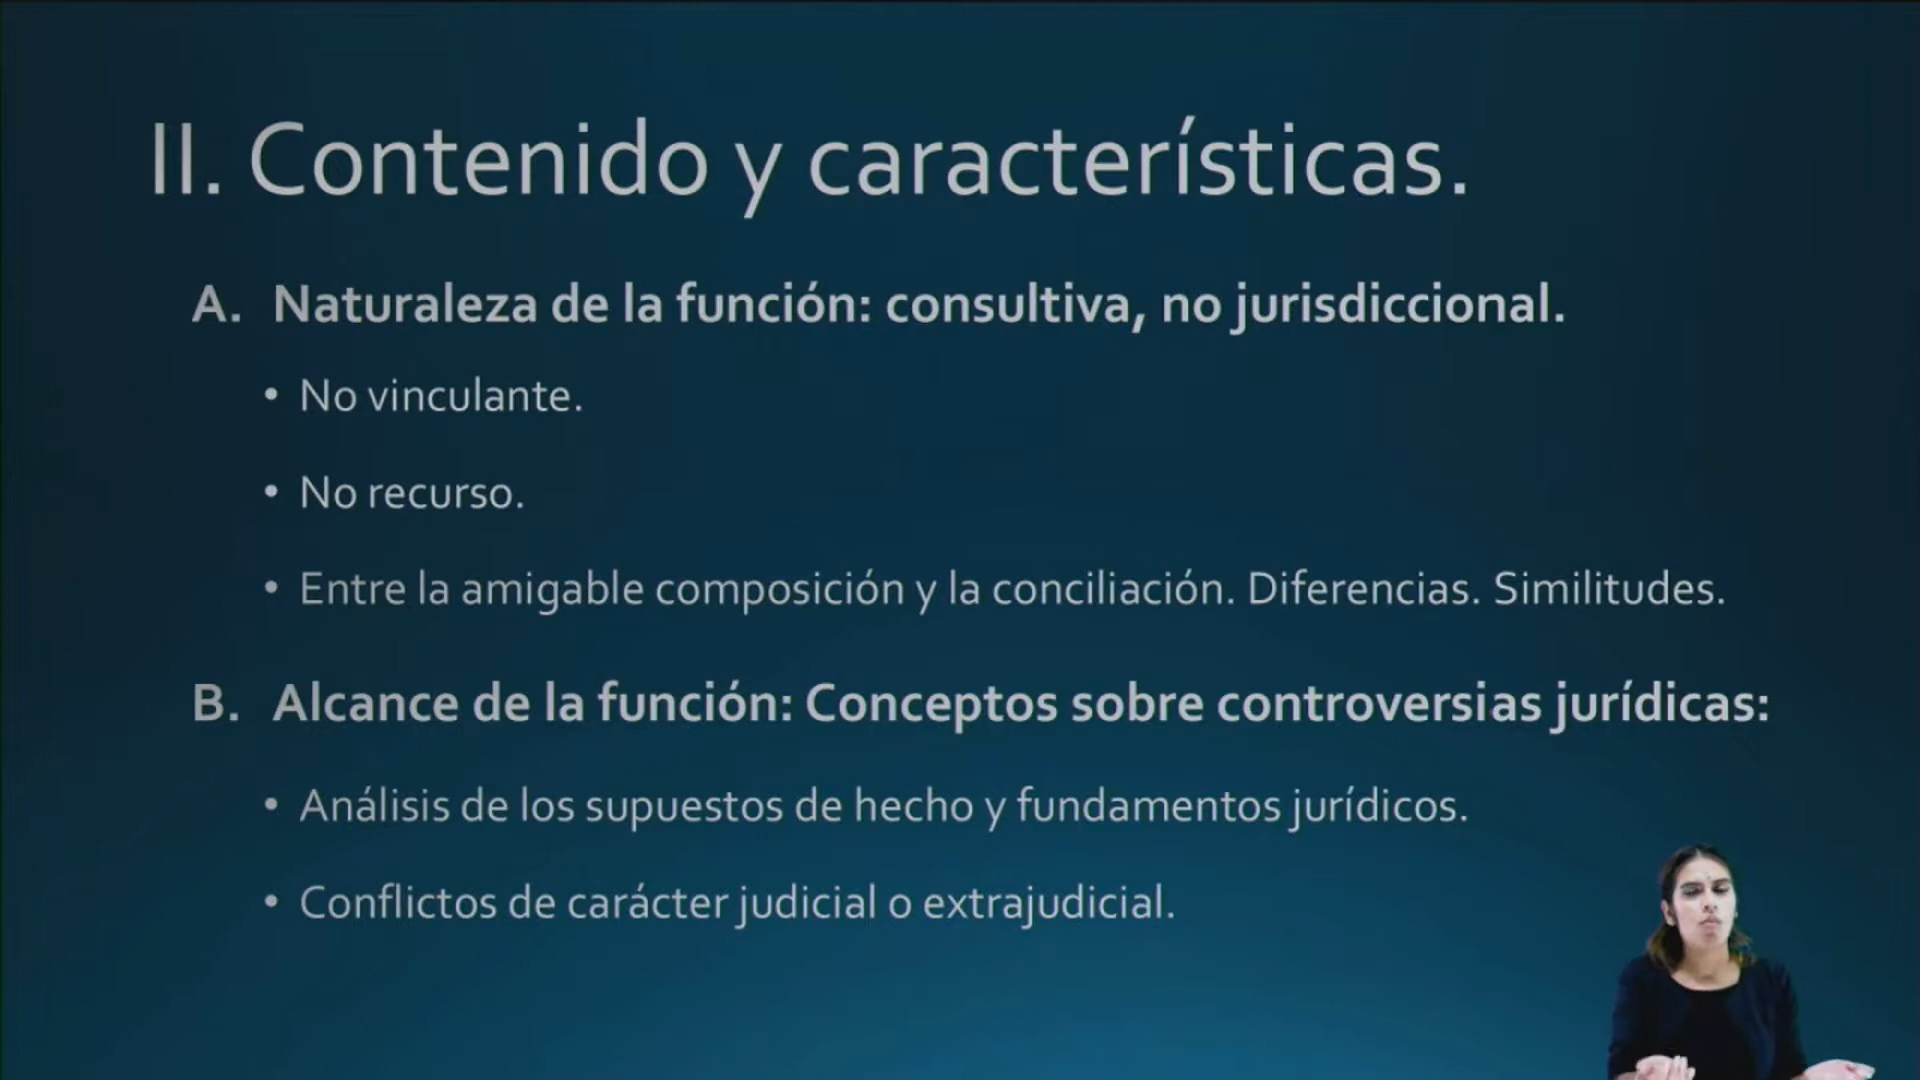 II. Contenido y características.
A. Naturaleza de la función: consultiva, no jurisdiccional.
• No vinculante.
• No recurso.
• Entre la amigable composición y la conciliación. Diferencias. Similitudes.
B. Alcance de la función: Conceptos sobre controversias jurídicas:
• Análisis de los supuestos de hecho y fundamentos jurídicos.
• Conflictos de carácter judicial o extrajudicial.